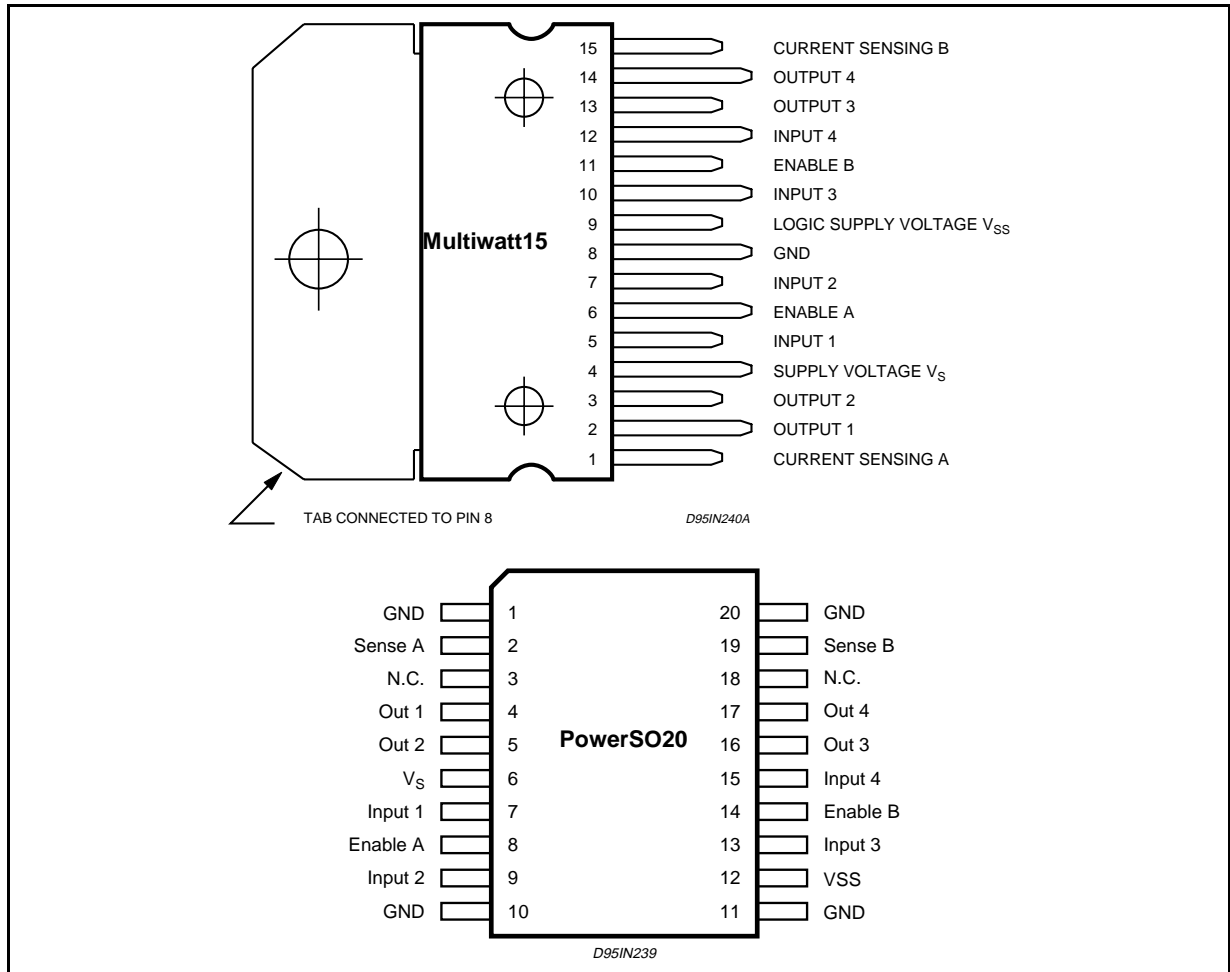 15 CURRENT SENSING B
14 OUTPUT 4
13 OUTPUT 3
12 INPUT 4
11 ENABLE B
10 INPUT 3
9 LOGIC SUPPLY VOLTAGE VSS
Multiwatt15
8 GND
7 INPUT 2
6 ENABLE A
5 INPUT 1
4 SUPPLY VOLTAGE VS
3 OUTPUT 2
2 OUTPUT 1
1 CURRENT SENSING A
TAB CONNECTED TO PIN 8
D95IN240A
GND 1 20 GND
Sense A 2 19 Sense B
N.C. 3 18 N.C.
Out 1 4 17 Out 4
PowerSO20
Out 2 5 16 Out 3
VS 6 15 Input 4
Input 1 7 14 Enable B
Enable A 8 13 Input 3
Input 2 9 12 VSS
GND 10 11 GND
D95IN239